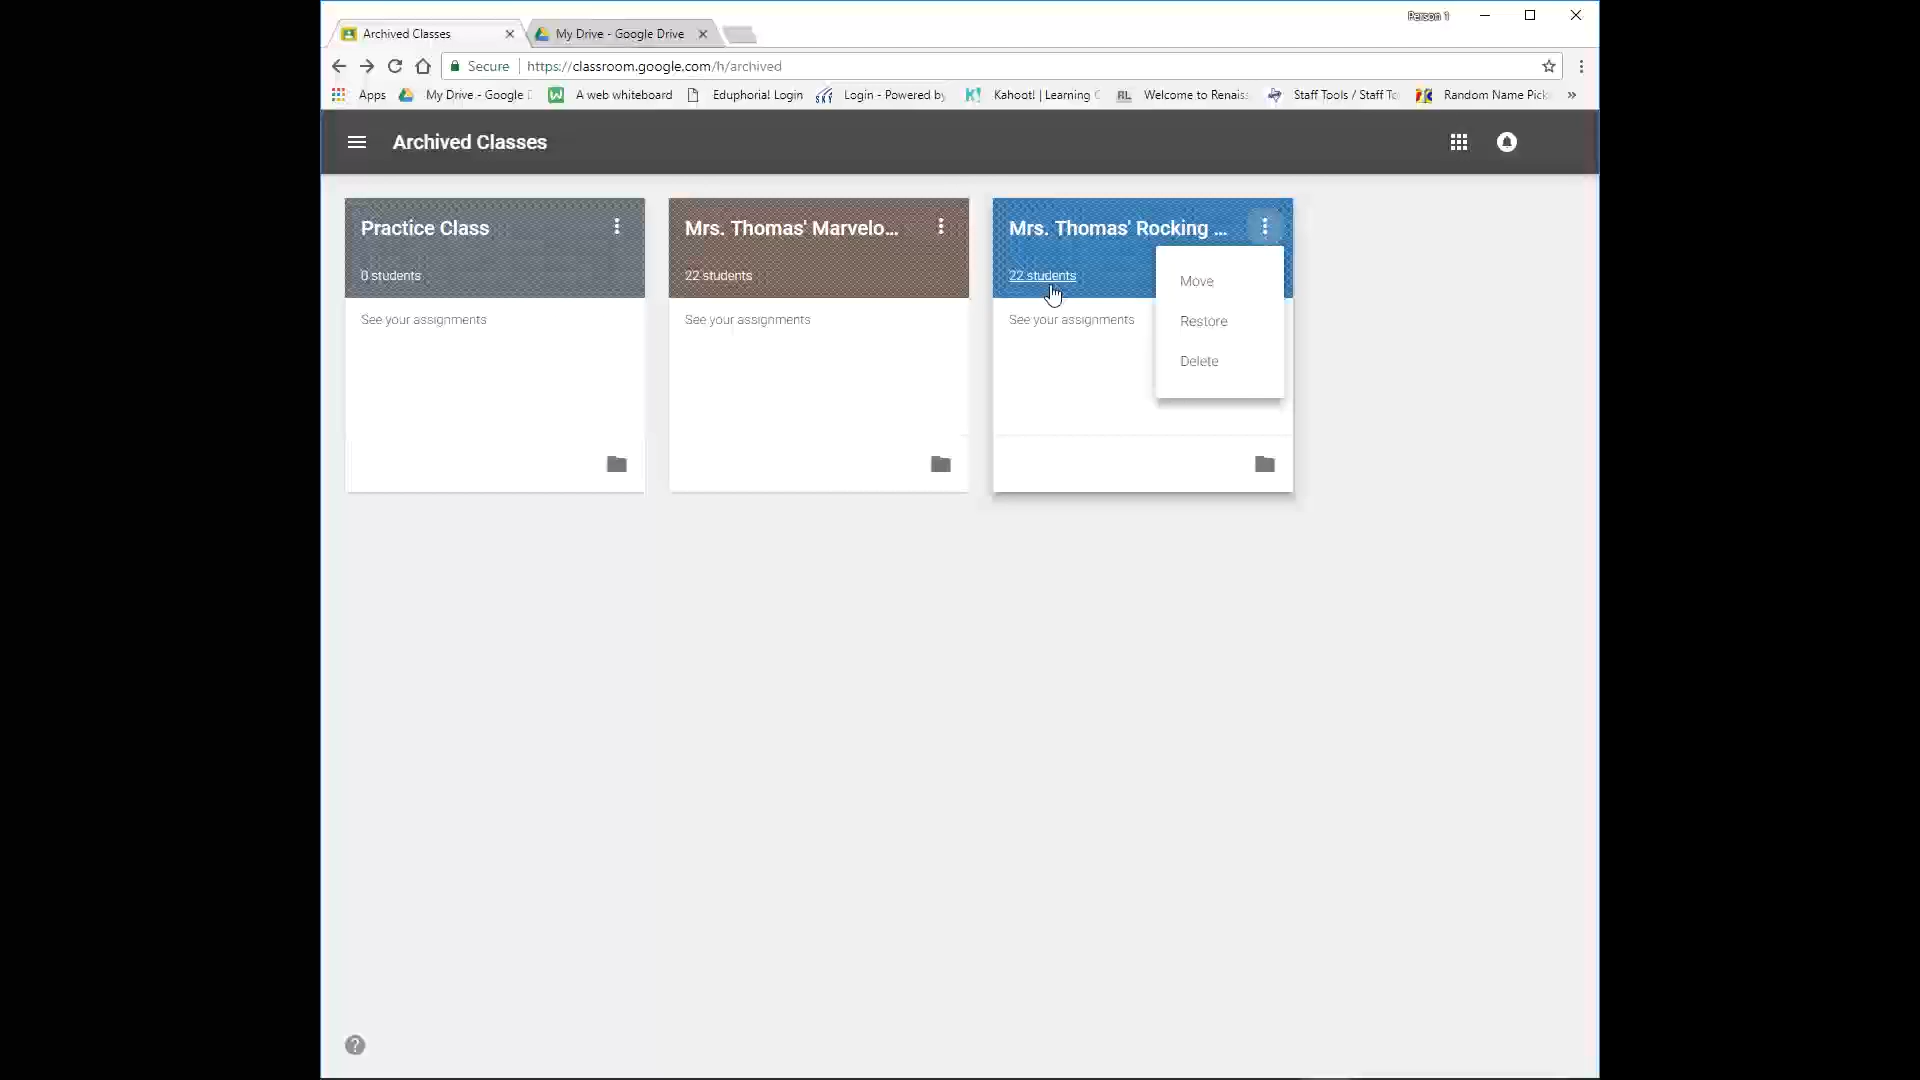 Person 1
Archived Classes
My Drive - Google Drive
Secure
https://classroom.google.com/h/archived
Apps
My Drive - Google
A web whiteboard
Eduphoria! Login
Login - Powered by
Kahoot! | Learning
RL
Welcome to Renais
Staff Tools / Staff To
Random Name Pick
»
Archived Classes
Practice Class
0 students
See your assignments
Mrs. Thomas' Marvelo...
22 students
See your assignments
Mrs. Thomas' Rocking ...
22 students
See your assignments
Move
Restore
Delete
?